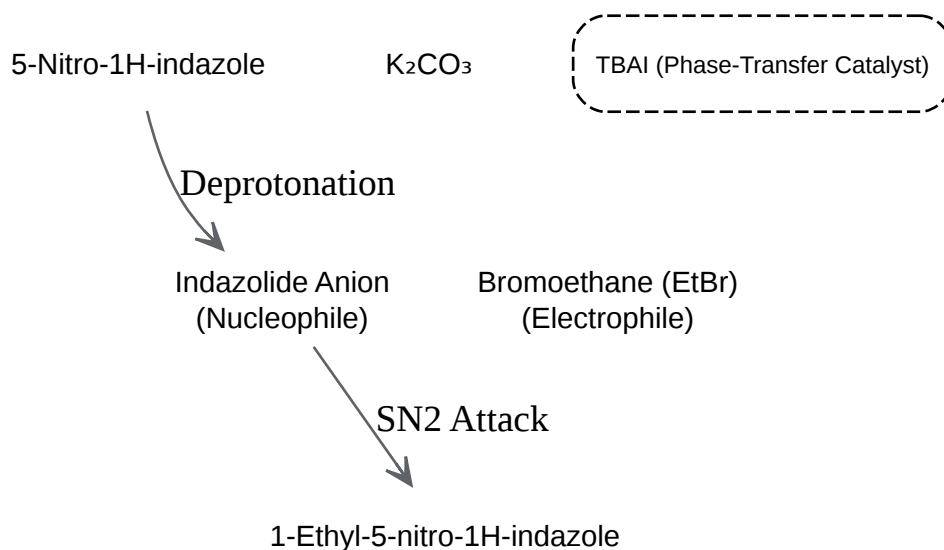 5-Nitro-1H-indazole
K₂CO₃
TBAI (Phase-Transfer Catalyst)
Deprotonation
Indazolide Anion
(Nucleophile)
Bromoethane (EtBr)
(Electrophile)
SN2 Attack
1-Ethyl-5-nitro-1H-indazole